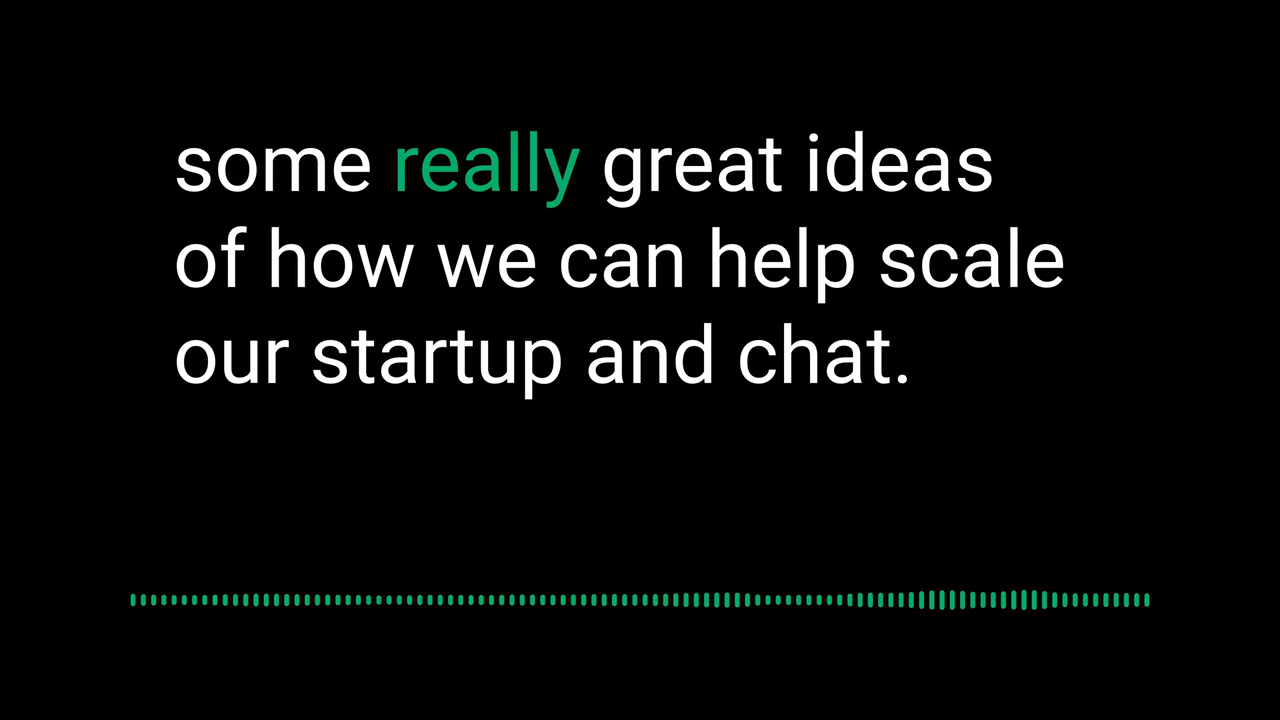 some really great ideas
of how we can help scale
our startup and chat.